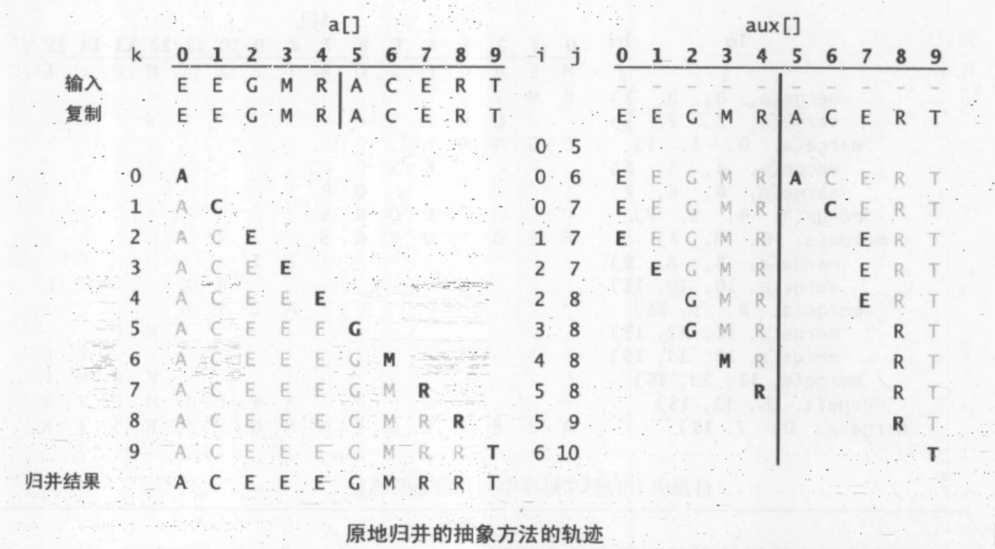 a[] aux[]
k 0 1 2 3 4 5 6 7 8 9 i j 0 1 2 3 4 5 6 7 8 9
输入 E E G M R A C E R T
复制 E E G M R A C E R T E E G M R A C E R T
0 5
0 A 0 6 E E G M R A C E R T
1 A C 0 7 E E G M R C E R T
2 A C E 1 7 E E G M R E R T
3 A C E E 2 7 E G M R E R T
4 A C E E E 2 8 G M R E R T
5 A C E E E G 3 8 G M R R T
6 A C E E E G M 4 8 M R R T
7 A C E E E G M R 5 8 R R T
8 A C E E E G M R R 5 9 R T
9 A C E E E G M R R T 6 10 T
归并结果 A C E E E G M R R T
原地归并的抽象方法的轨迹